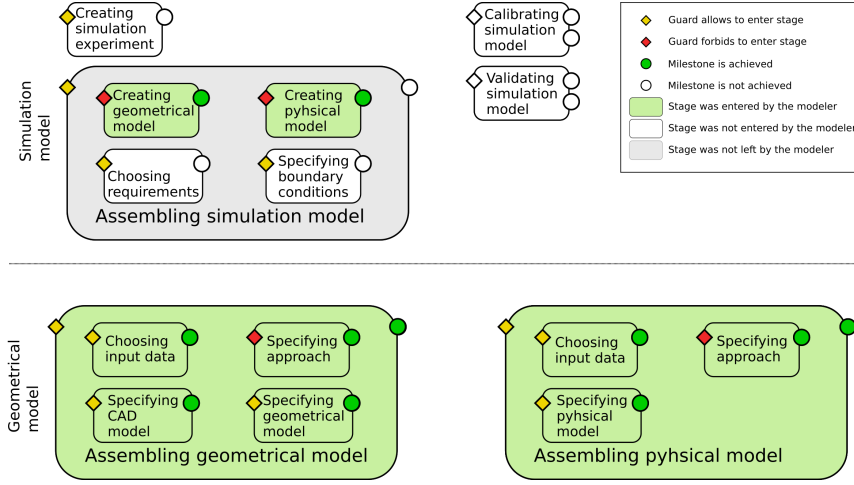 Creating
simulation
experiment
Calibrating
simulation
model
Validating
simulation
model
Guard allows to enter stage
Guard forbids to enter stage
Milestone is achieved
Milestone is not achieved
Stage was entered by the modeler
Stage was not entered by the modeler
Stage was not left by the modeler
Simulation
model
Creating
geometrical
model
Creating
pyhsical
model
Choosing
requirements
Specifying
boundary
conditions
Assembling simulation model
Geometrical
model
Choosing
input data
Specifying
approach
Specifying
CAD
model
Specifying
geometrical
model
Assembling geometrical model
Choosing
input data
Specifying
approach
Specifying
pyhsical
model
Assembling pyhsical model